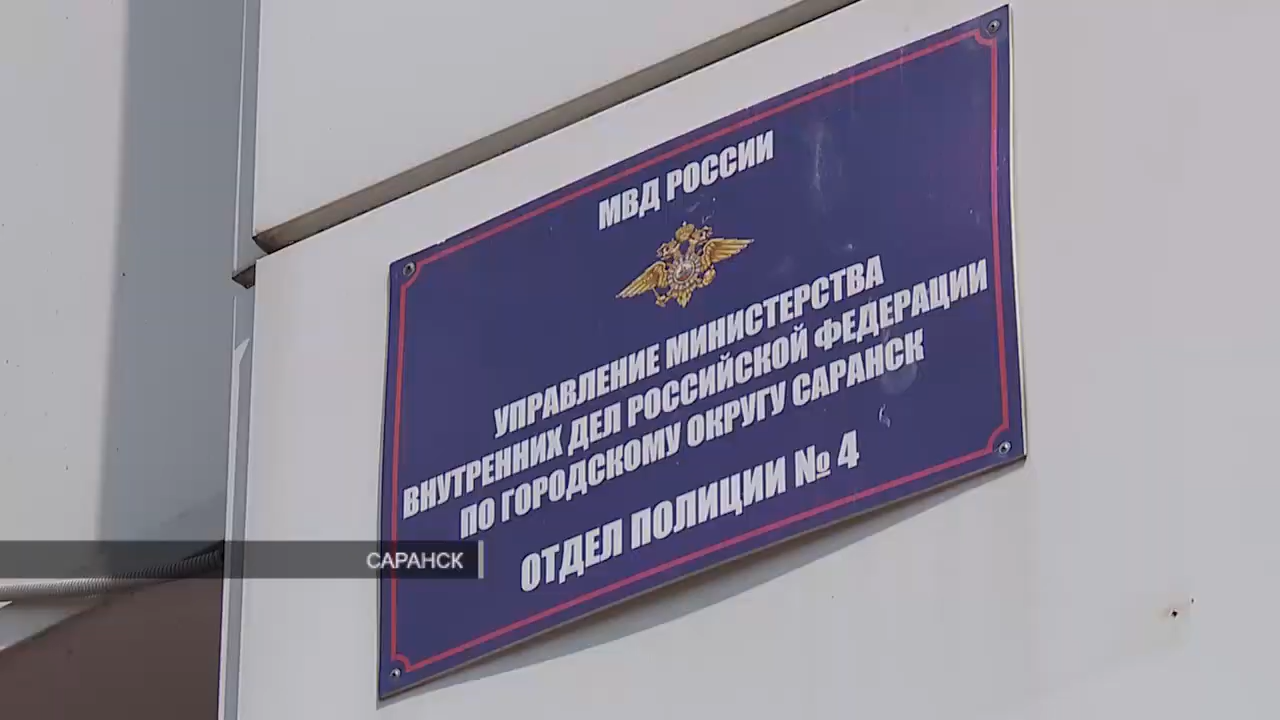 МВД РОССИИ
УПРАВЛЕНИЕ МИНИСТЕРСТВА
ВНУТРЕННИХ ДЕЛ РОССИЙСКОЙ ФЕДЕРАЦИИ
ПО ГОРОДСКОМУ ОКРУГУ САРАНСК
ОТДЕЛ ПОЛИЦИИ № 4
САРАНСК